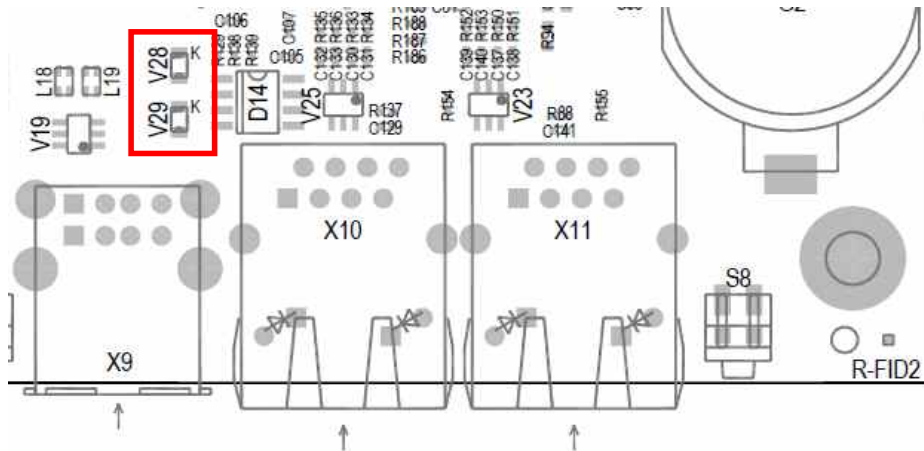 C106
C107
R135
R136
R133
R134
R188
R187
R186
R152
R153
R150
R151
R94
R138
R139
C105
C132
C133
C130
C131
C139
C140
C137
C138
V28
K
L18
L19
V29
K
D14
V25
R137
C129
R154
V23
R88
C141
R155
V19
X10
X11
S8
X9
R-FID2